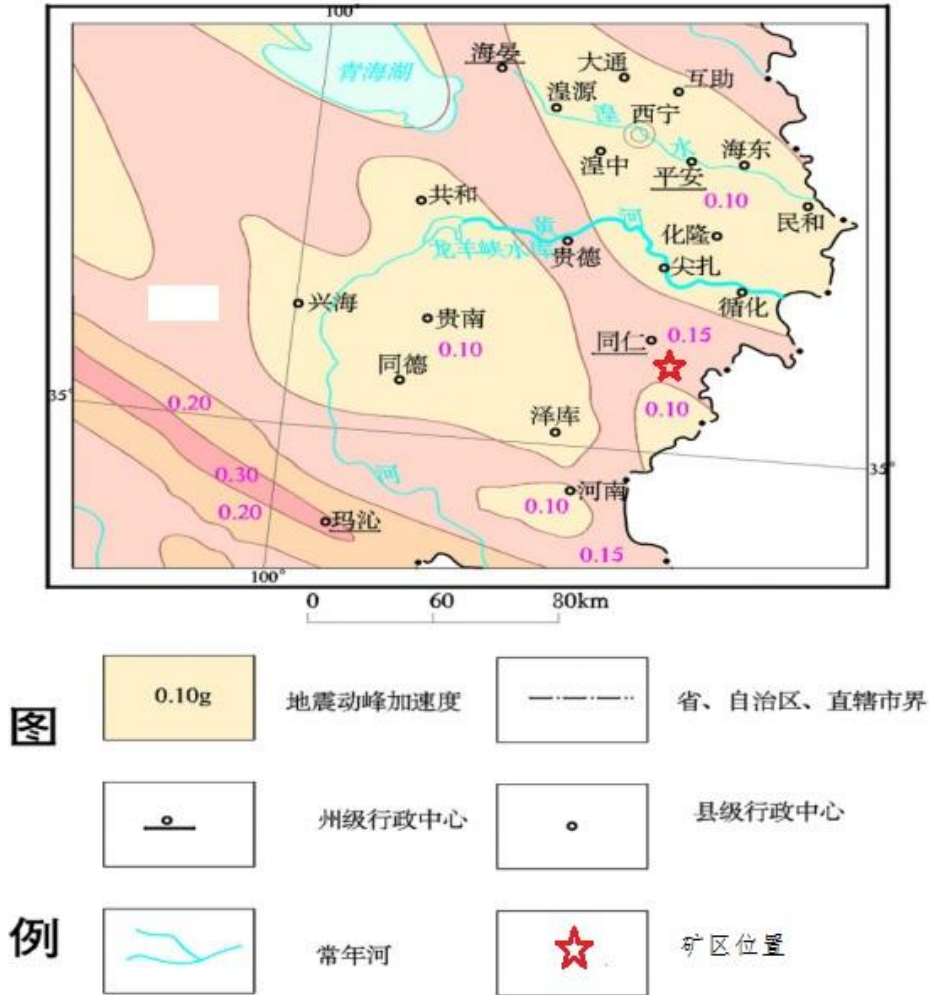 100°
青海湖
海晏
大通
互助
湟源
湟
西宁
水
湟中
平安
海东
0.10
民和
共和
黄
河
龙羊峡水库
贵德
化隆
尖扎
循化
兴海
贵南
0.10
同德
同仁
0.15
0.10
35°
0.20
泽库
35°
0.30
0.20
河
河南
0.10
玛沁
0.15
100°
0 60 80km
图
例
0.10g
地震动峰加速度
省、自治区、直辖市界
州级行政中心
县级行政中心
常年河
矿区位置